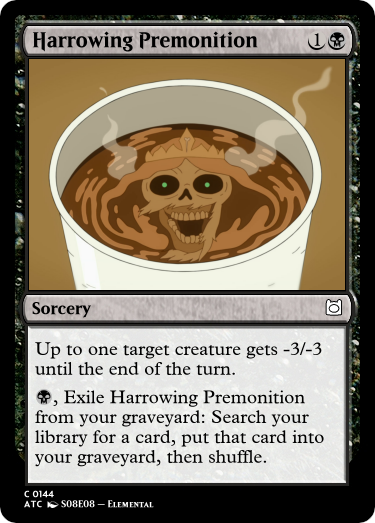 Harrowing Premonition 1
Sorcery
Up to one target creature gets -3/-3
until the end of the turn.
, Exile Harrowing Premonition
from your graveyard: Search your
library for a card, put that card into
your graveyard, then shuffle.
C 0144
ATC S08E08 – Elemental